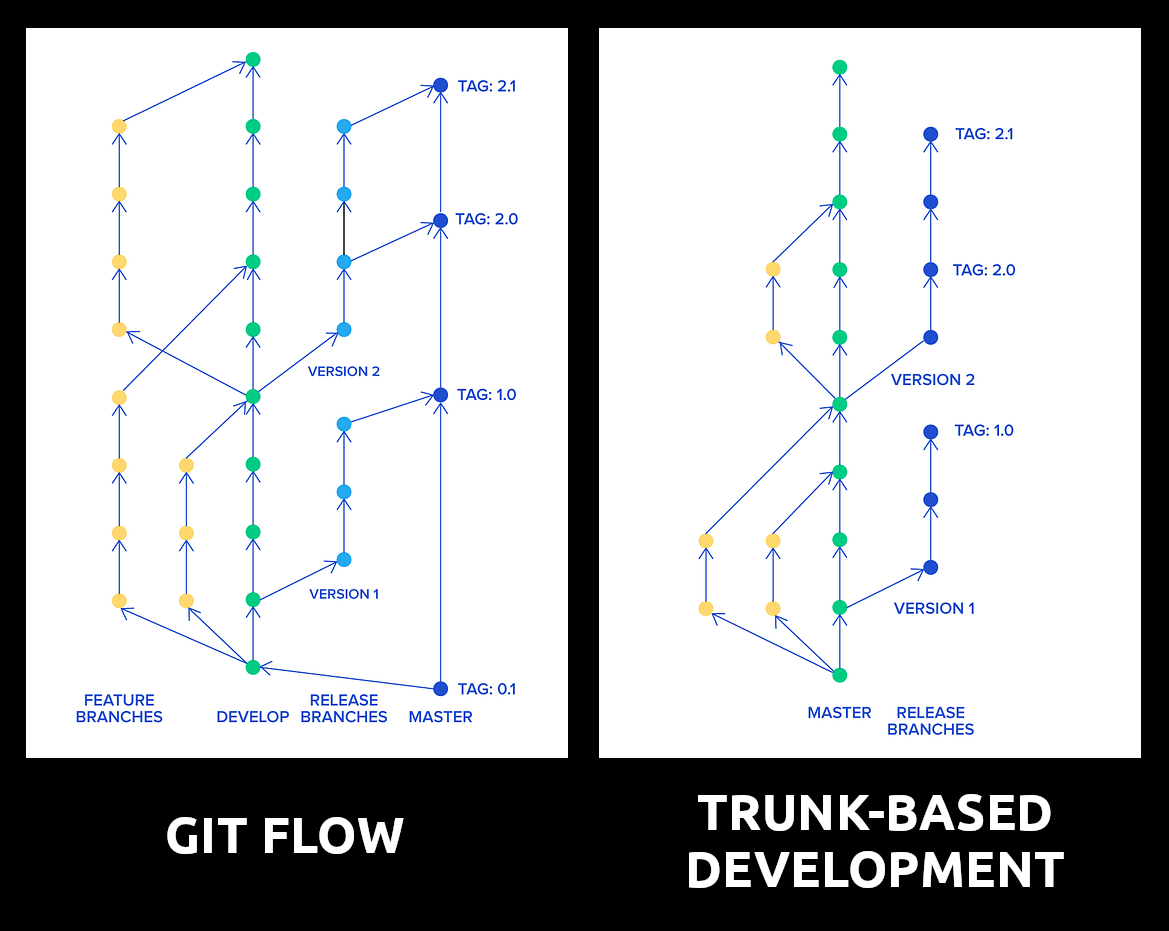 TAG: 2.1
TAG: 2.0
VERSION 2
TAG: 1.0
VERSION 1
TAG: 0.1
FEATURE
BRANCHES
DEVELOP
RELEASE
BRANCHES
MASTER
GIT FLOW
TAG: 2.1
TAG: 2.0
VERSION 2
TAG: 1.0
VERSION 1
MASTER
RELEASE
BRANCHES
TRUNK-BASED
DEVELOPMENT